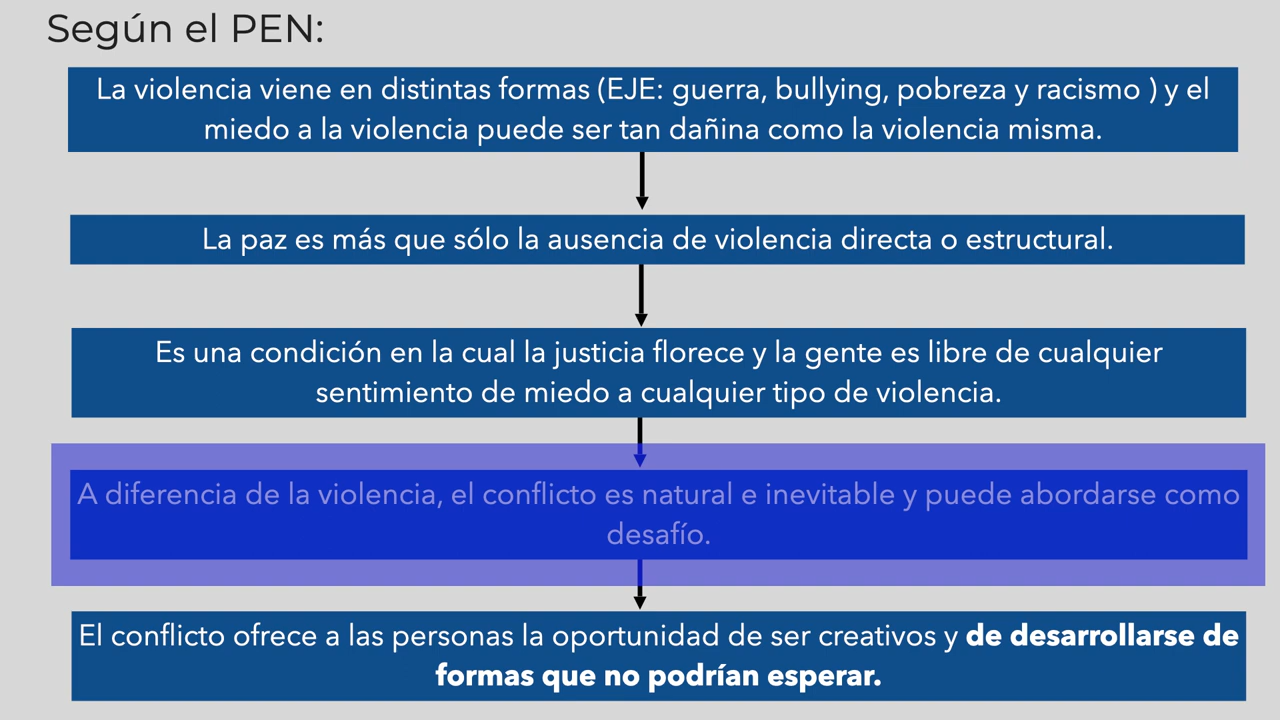 Según el PEN:
La violencia viene en distintas formas (EJE: guerra, bullying, pobreza y racismo ) y el
miedo a la violencia puede ser tan dañina como la violencia misma.
La paz es más que sólo la ausencia de violencia directa o estructural.
Es una condición en la cual la justicia florece y la gente es libre de cualquier
sentimiento de miedo a cualquier tipo de violencia.
A diferencia de la violencia, el conflicto es natural e inevitable y puede abordarse como
desafío.
El conflicto ofrece a las personas la oportunidad de ser creativos y de desarrollarse de
formas que no podrían esperar.